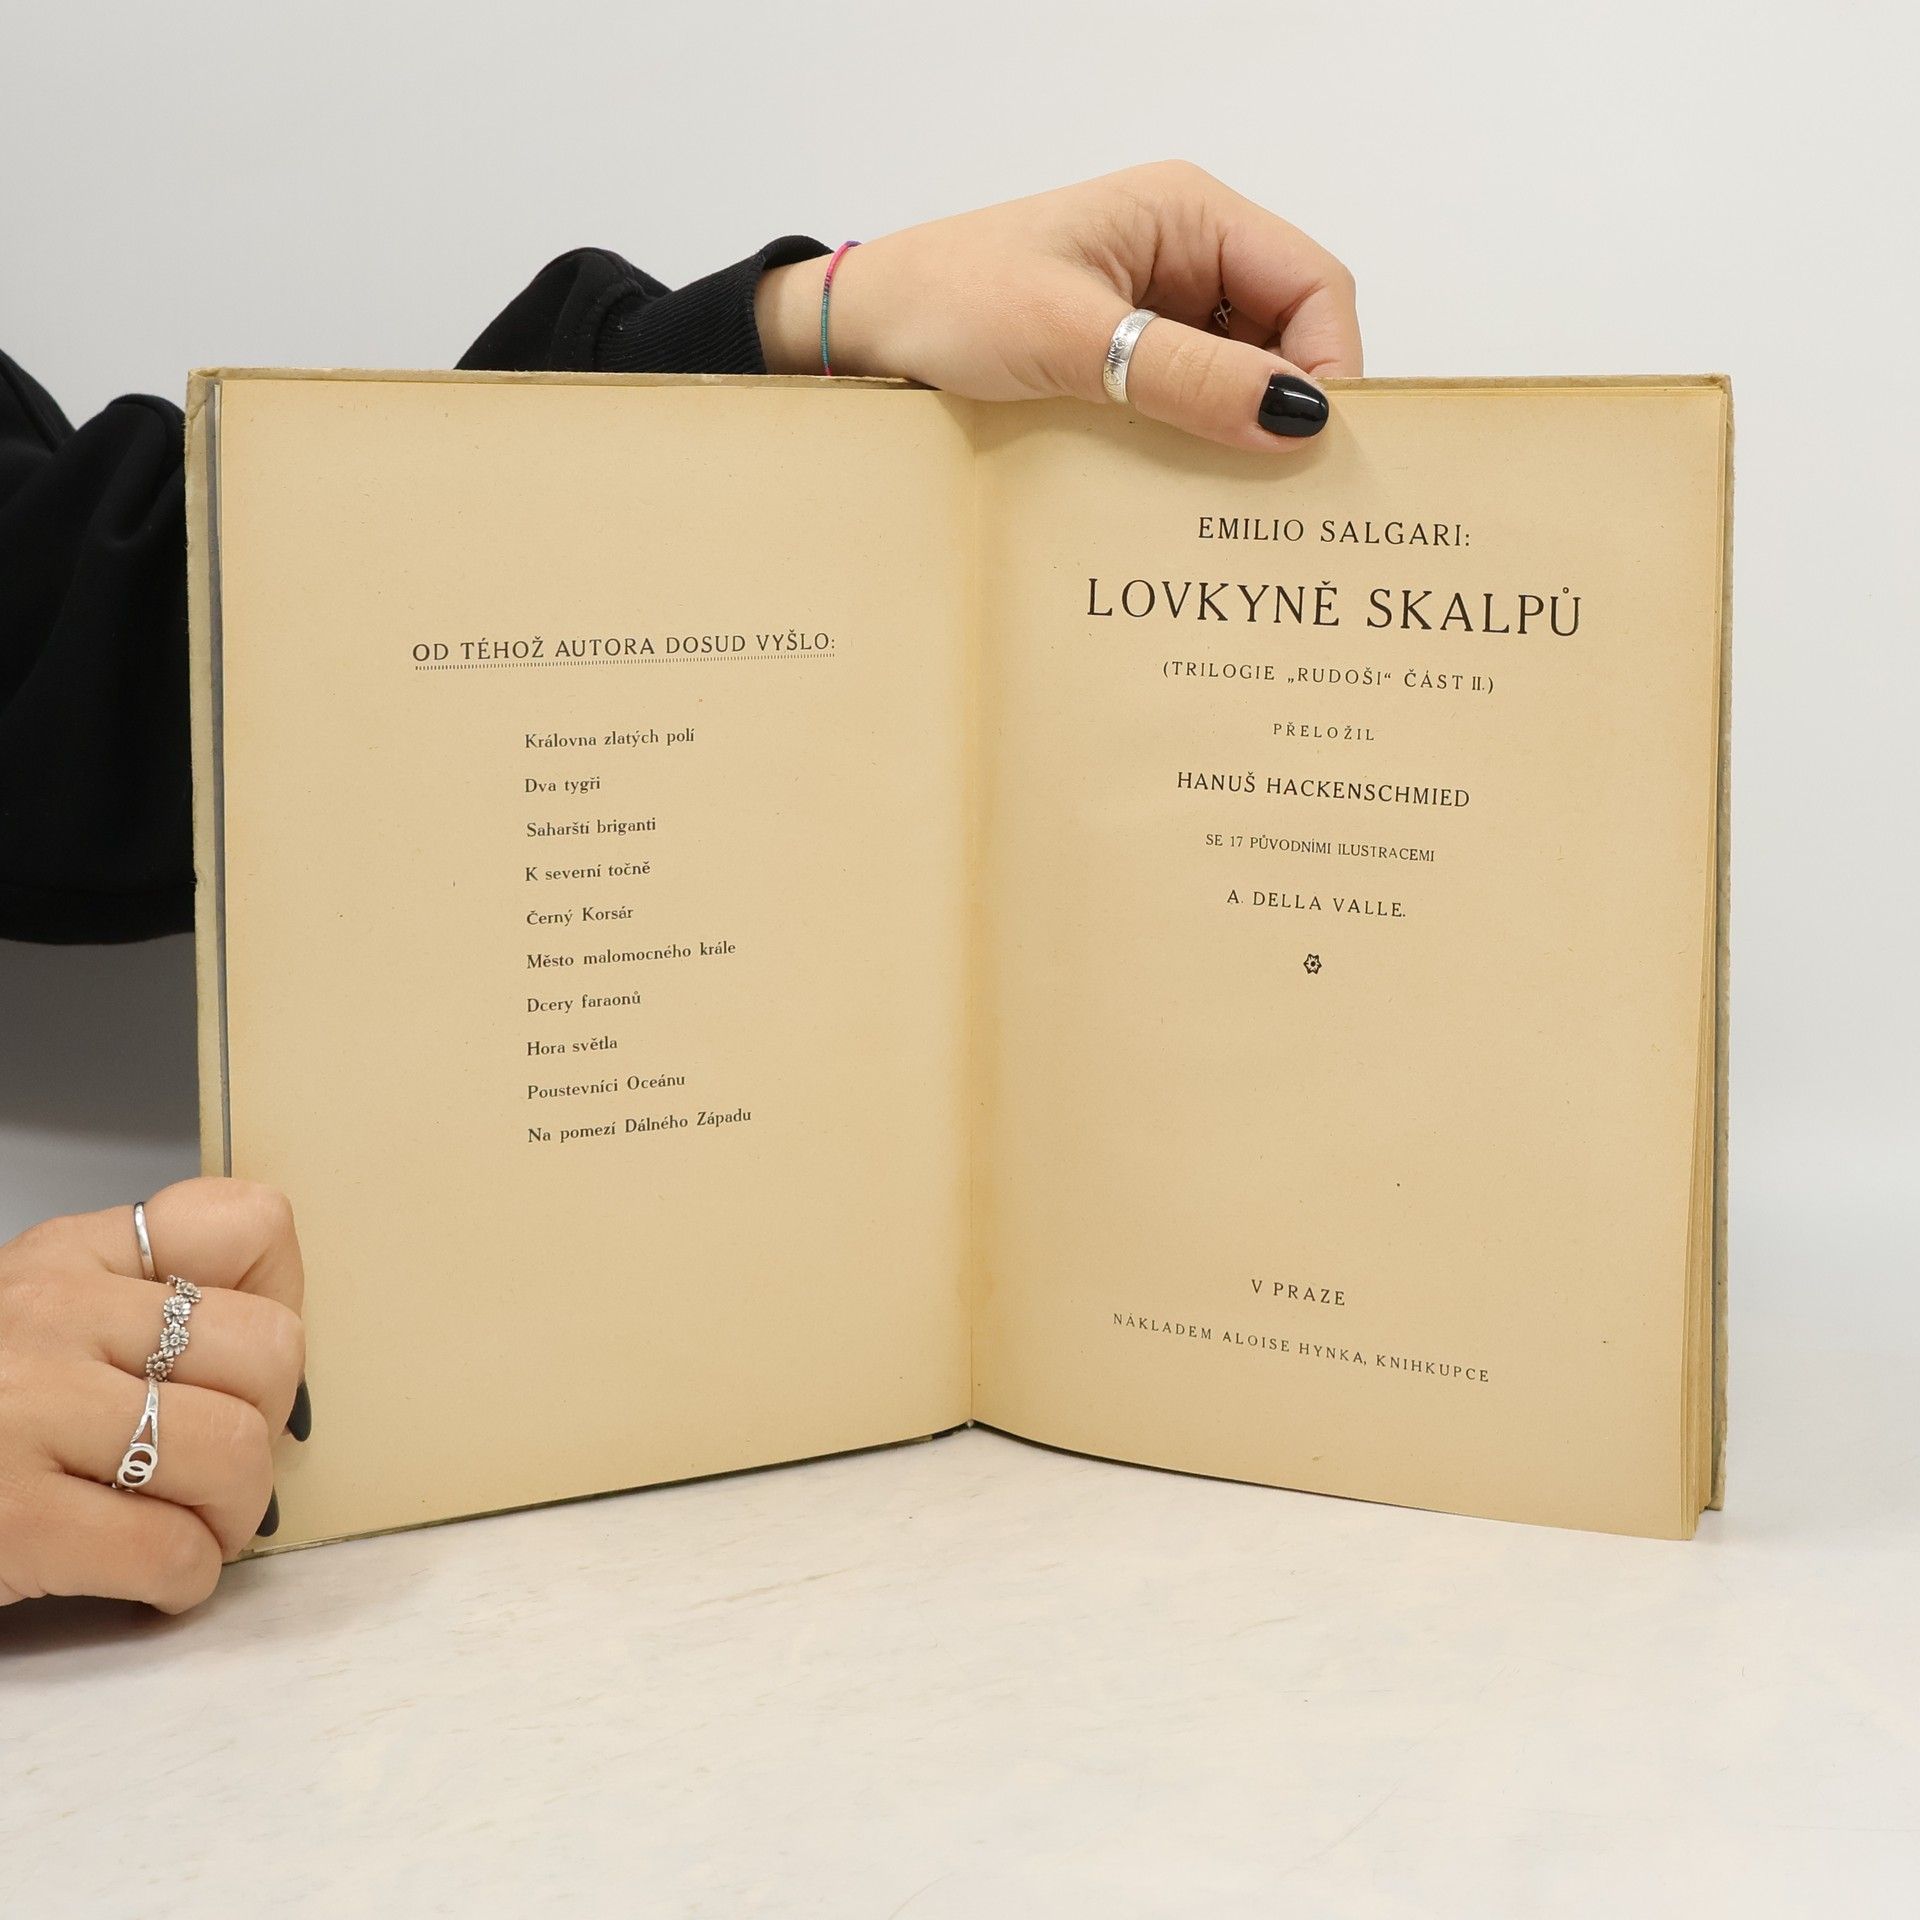 OD TÉHOŽ AUTORA DOSUD VYŠLO:
Královna zlatých polí
Dva tygři
Saharští briganti
K severní točně
Černý Korsár
Město malomocného krále
Dcery faraonů
Hora světla
Poustevníci Oceánu
Na pomezí Dálného Západu
EMILIO SALGARI:
LOVKYNĚ SKALPŮ
(TRILOGIE „RUDOŠI“ ČÁST II.)
PŘELOŽIL
HANUŠ HACKENSCHMIED
SE 17 PŮVODNÍMI ILUSTRACEMI
A. DELLA VALLE.
V PRAZE
NÁKLADEM ALOISE HYNKA, KNIHKUPCE